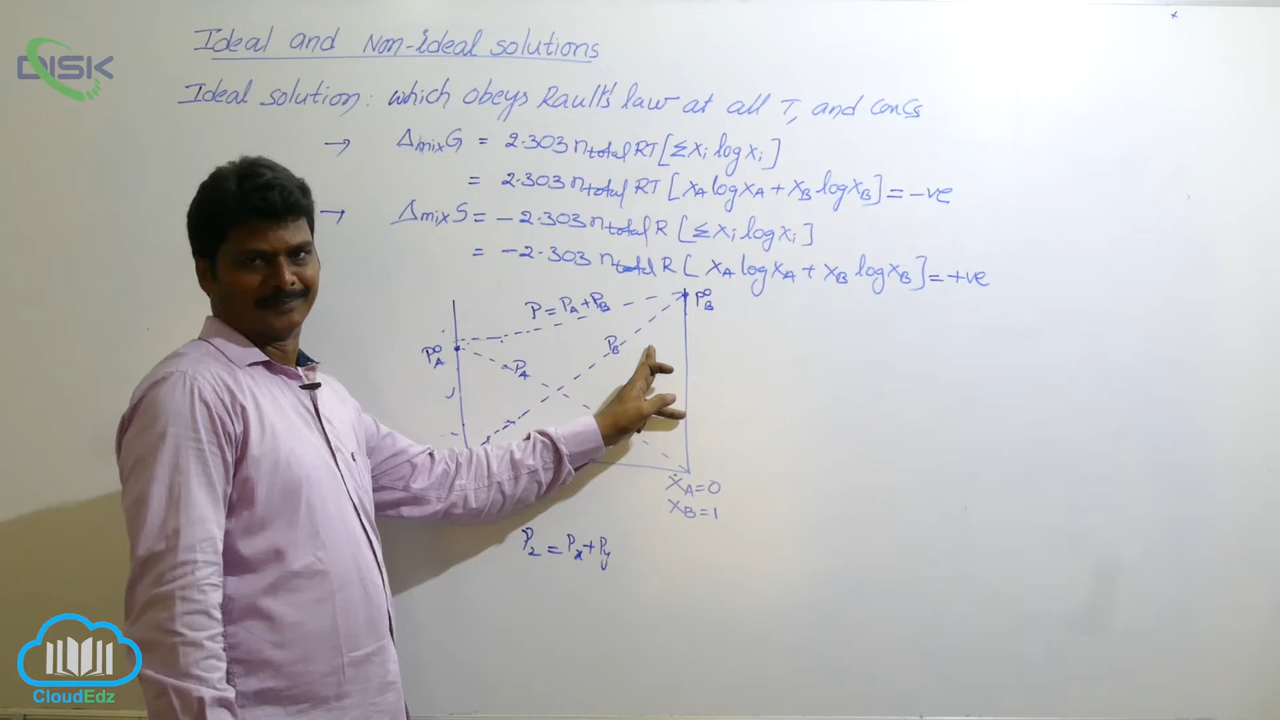 DISK
Ideal and Non-ideal solutions
Ideal solution: which obeys Rault's law at all T, and concs
→ ΔmixG = 2.303 ntotal RT [Σxi log xi]
= 2.303 ntotal RT [xA log xA + xB log xB] = -ve
→ ΔmixS = -2.303 ntotal R [Σxi log xi]
= -2.303 ntotal R [xA log xA + xB log xB] = +ve
P = PA + PB
P°B
P°A
PB
PA
xA=0
xB=1
P2 = Px + Py
CloudEdz